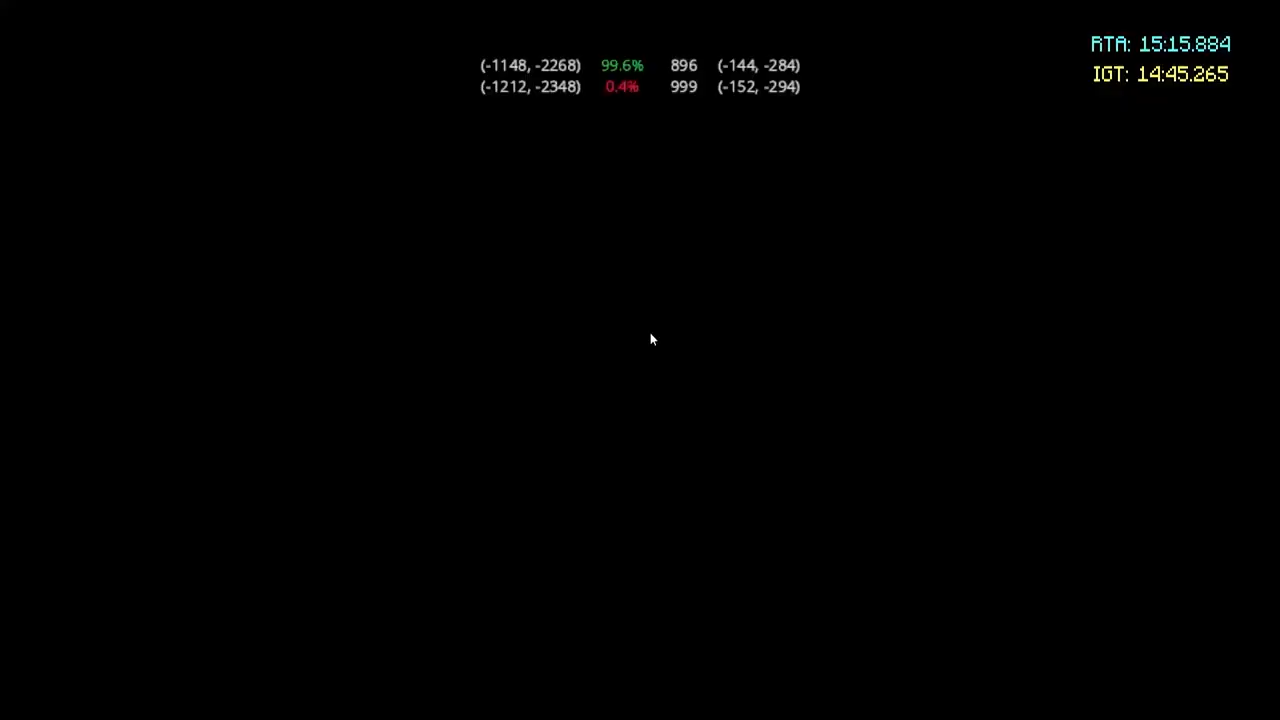 RTA: 15:15.884
(-1148, -2268) 99.6% 896 (-144, -284)
IGT: 14:45.265
(-1212, -2348) 0.4% 999 (-152, -294)